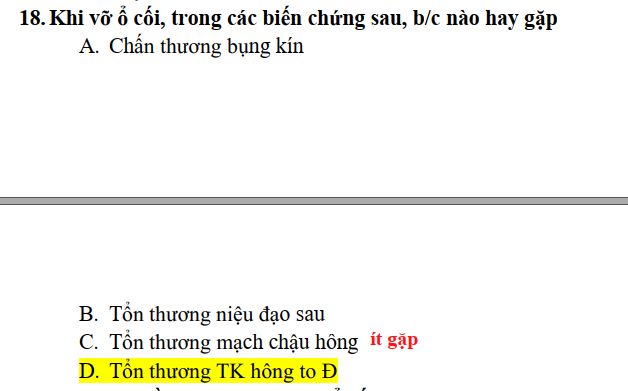 18. Khi vỡ ổ cối, trong các biến chứng sau, b/c nào hay gặp
A. Chấn thương bụng kín
B. Tổn thương niệu đạo sau
C. Tổn thương mạch chậu hông ít gặp
D. Tổn thương TK hông to Đ